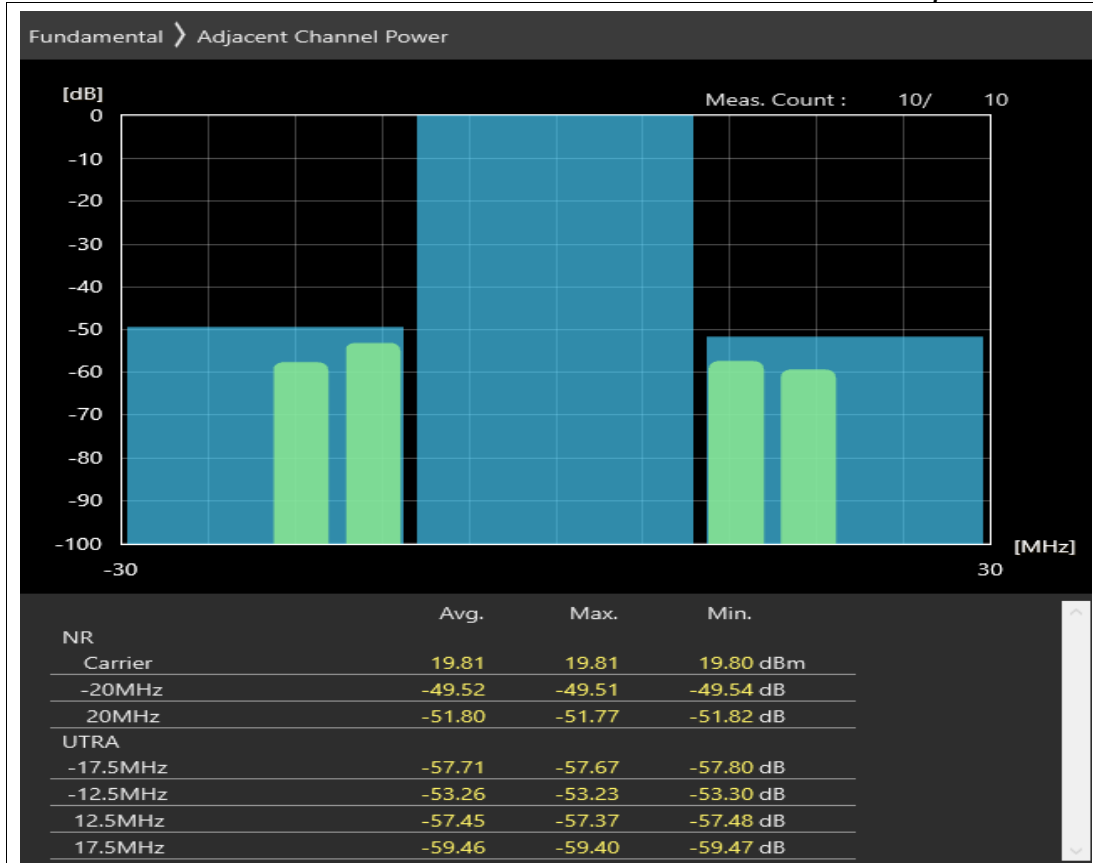 Fundamental ❯ Adjacent Channel Power
[dB]
Meas. Count : 10/ 10
0
-10
-20
-30
-40
-50
-60
-70
-80
-90
-100
[MHz]
-30 30
Avg. Max. Min.
NR
Carrier 19.81 19.81 19.80 dBm
-20MHz -49.52 -49.51 -49.54 dB
20MHz -51.80 -51.77 -51.82 dB
UTRA
-17.5MHz -57.71 -57.67 -57.80 dB
-12.5MHz -53.26 -53.23 -53.30 dB
12.5MHz -57.45 -57.37 -57.48 dB
17.5MHz -59.46 -59.40 -59.47 dB